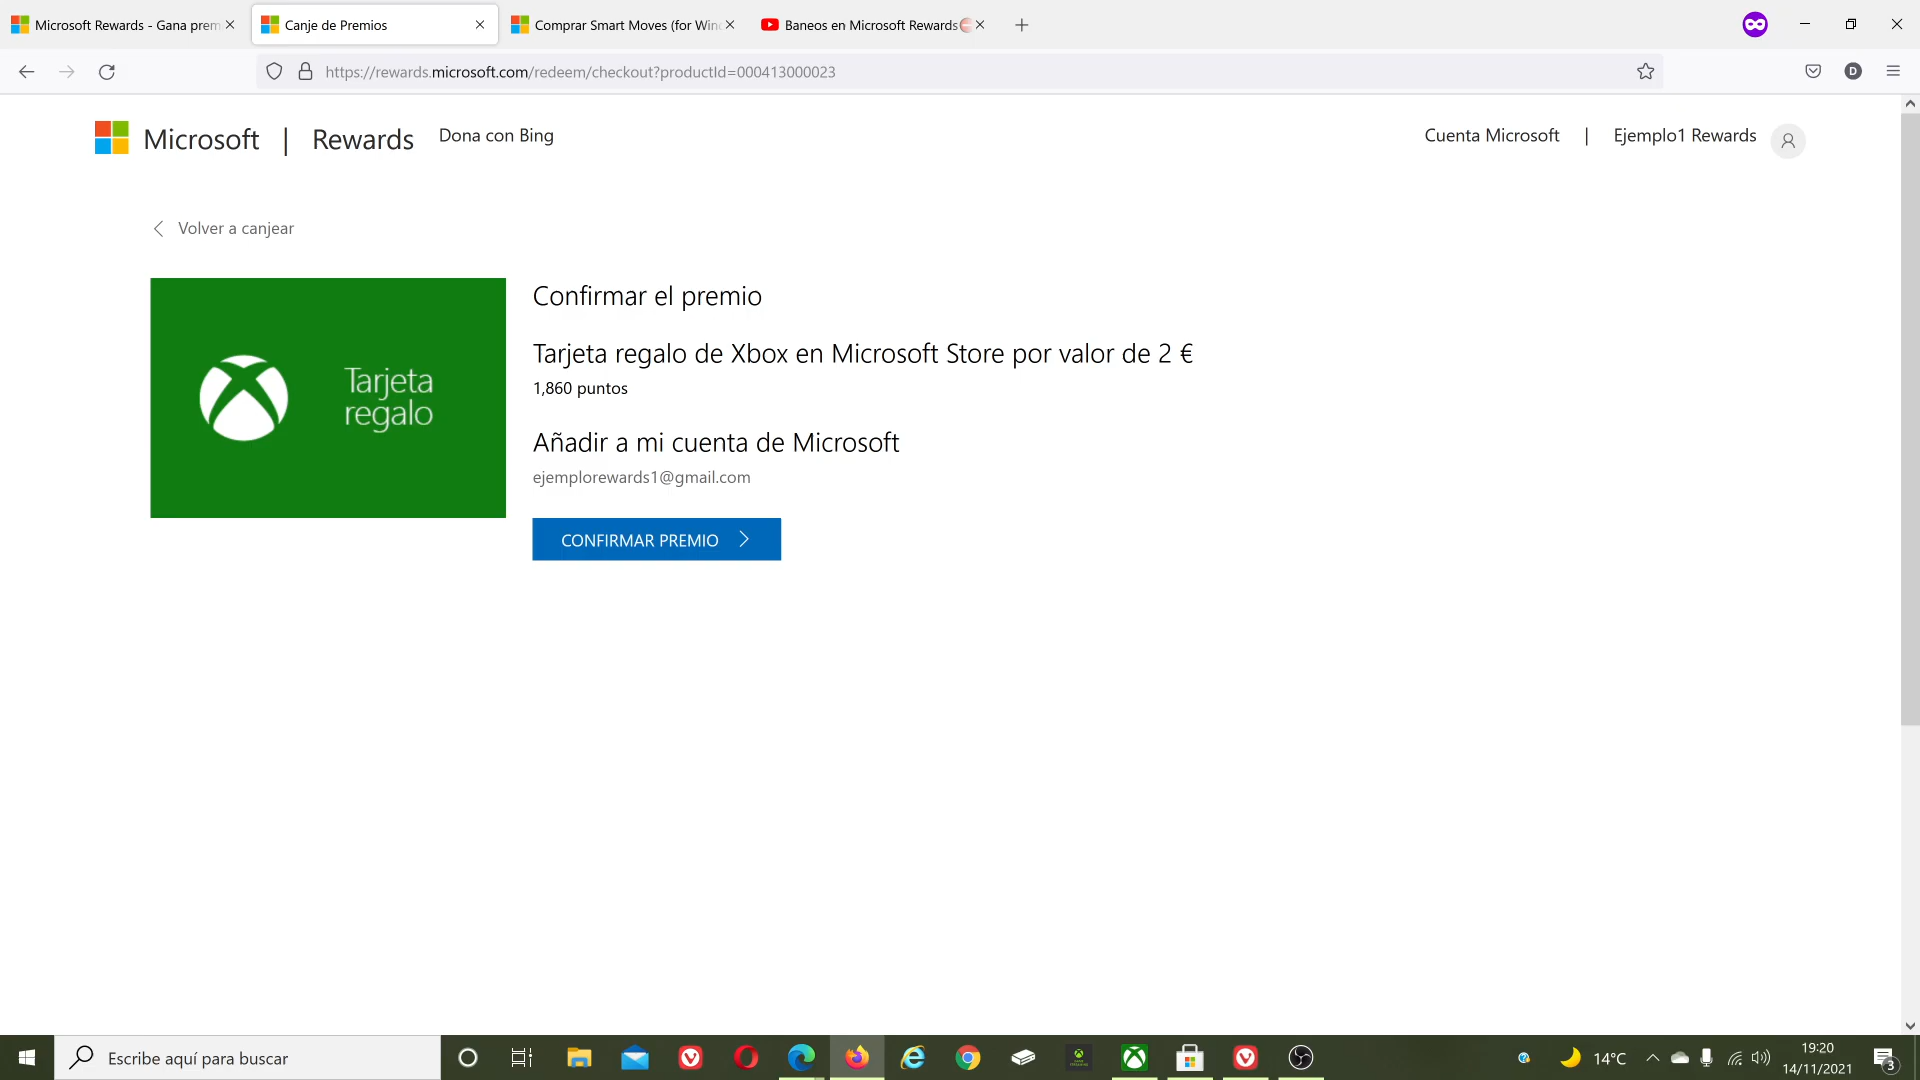 Microsoft Rewards - Gana prem
Canje de Premios
Comprar Smart Moves (for Win
Baneos en Microsoft Rewards
https://rewards.microsoft.com/redeem/checkout?productId=000413000023
D
Microsoft | Rewards
Dona con Bing
Cuenta Microsoft | Ejemplo1 Rewards
Volver a canjear
Tarjeta
regalo
Confirmar el premio
Tarjeta regalo de Xbox en Microsoft Store por valor de 2 €
1,860 puntos
Añadir a mi cuenta de Microsoft
ejemplorewards1@gmail.com
CONFIRMAR PREMIO
Escribe aquí para buscar
14°C
19:20
14/11/2021
3